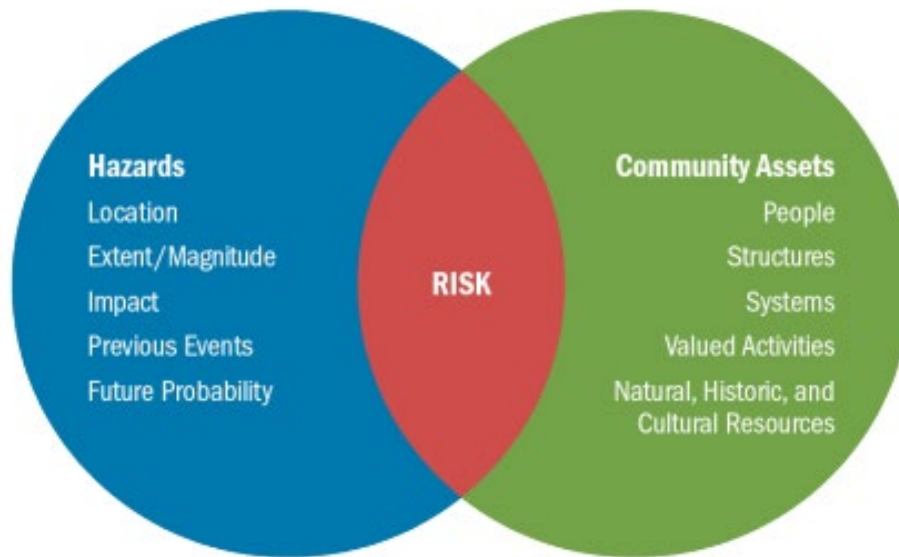 Hazards
Location
Extent/Magnitude
Impact
Previous Events
Future Probability
RISK
Community Assets
People
Structures
Systems
Valued Activities
Natural, Historic, and
Cultural Resources